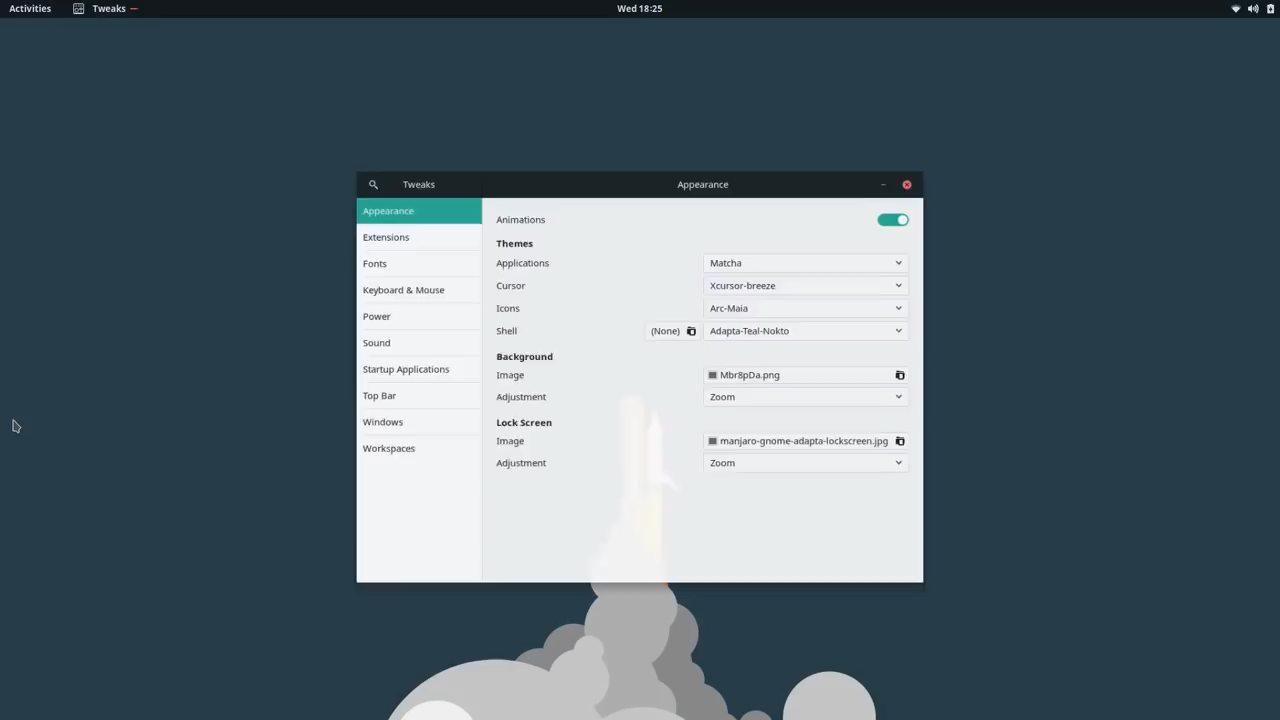 Activities Tweaks Wed 18:25
Tweaks Appearance
Appearance
Extensions
Fonts
Keyboard & Mouse
Power
Sound
Startup Applications
Top Bar
Windows
Workspaces
Animations
Themes
Applications Matcha
Cursor Xcursor-breeze
Icons Arc-Maia
Shell (None) Adapta-Teal-Nokto
Background
Image Mbr8pDa.png
Adjustment Zoom
Lock Screen
Image manjaro-gnome-adapta-lockscreen.jpg
Adjustment Zoom